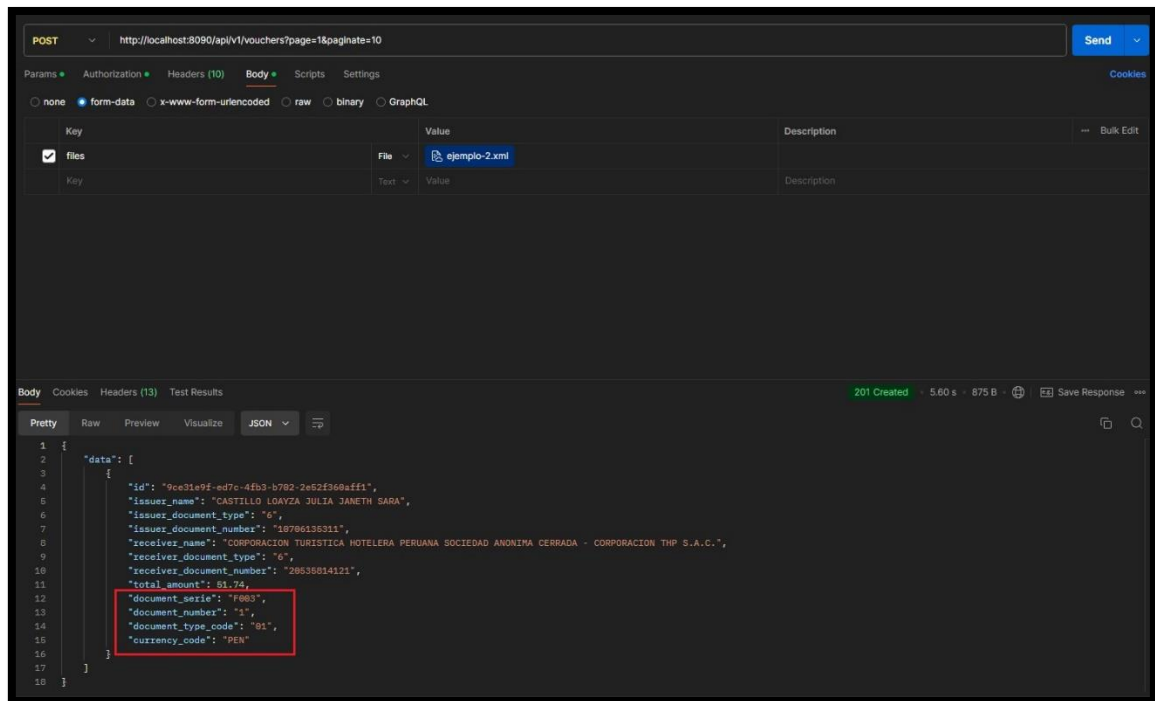 POST http://localhost:8090/api/v1/vouchers?page=1&paginate=10 Send
Params Authorization Headers (10) Body Scripts Settings Cookies
none form-data x-www-form-urlencoded raw binary GraphQL
Key Value Description Bulk Edit
files File ejemplo-2.xml
Key Text Value Description
Body Cookies Headers (13) Test Results 201 Created 5.60 s 875 B Save Response
Pretty Raw Preview Visualize JSON
1 {
2 "data": [
3 {
4 "id": "9ce31e9f-ed7c-4fb3-b702-2e52f360aff1",
5 "issuer_name": "CASTILLO LOAYZA JULIA JANETH SARA",
6 "issuer_document_type": "6",
7 "issuer_document_number": "10706135311",
8 "receiver_name": "CORPORACION TURISTICA HOTELERA PERUANA SOCIEDAD ANONIMA CERRADA - CORPORACION THP S.A.C.",
9 "receiver_document_type": "6",
10 "receiver_document_number": "20535814121",
11 "total_amount": 51.74,
12 "document_serie": "F003",
13 "document_number": "1",
14 "document_type_code": "01",
15 "currency_code": "PEN"
16 }
17 ]
18 }